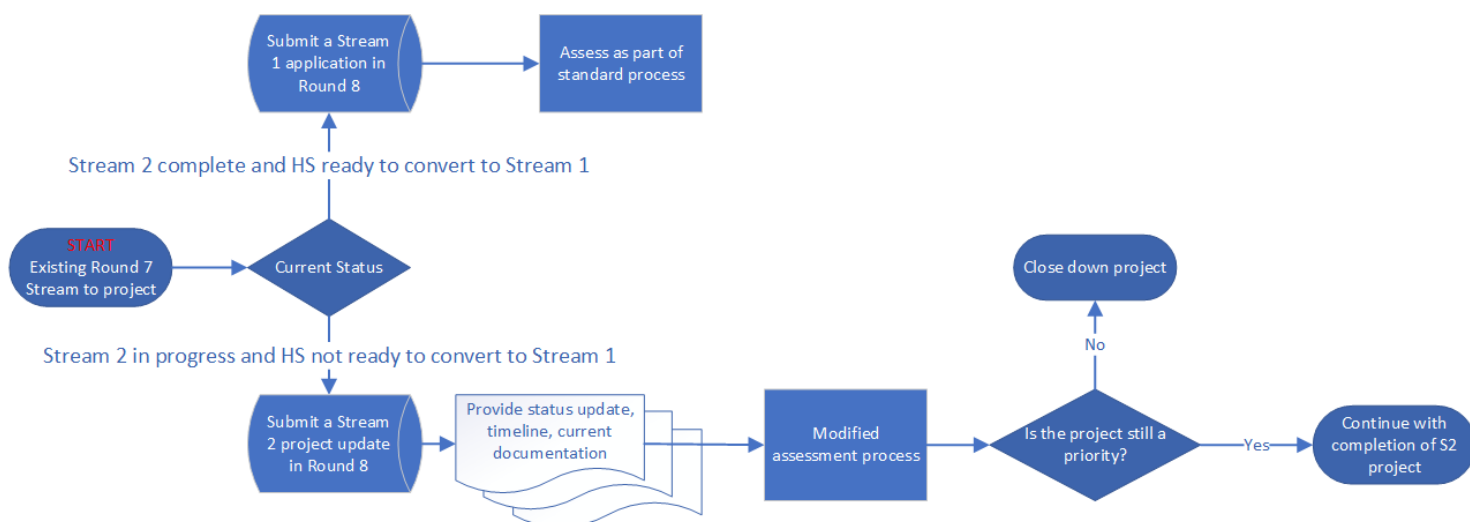 Submit a Stream
1 application in
Round 8
Assess as part of
standard process
Stream 2 complete and HS ready to convert to Stream 1
START
Existing Round 7
Stream to project
Current Status
Close down project
Stream 2 in progress and HS not ready to convert to Stream 1
No
Submit a Stream
2 project update
in Round 8
Provide status update,
timeline, current
documentation
Modified
assessment process
Is the project still a
priority?
Yes
Continue with
completion of S2
project